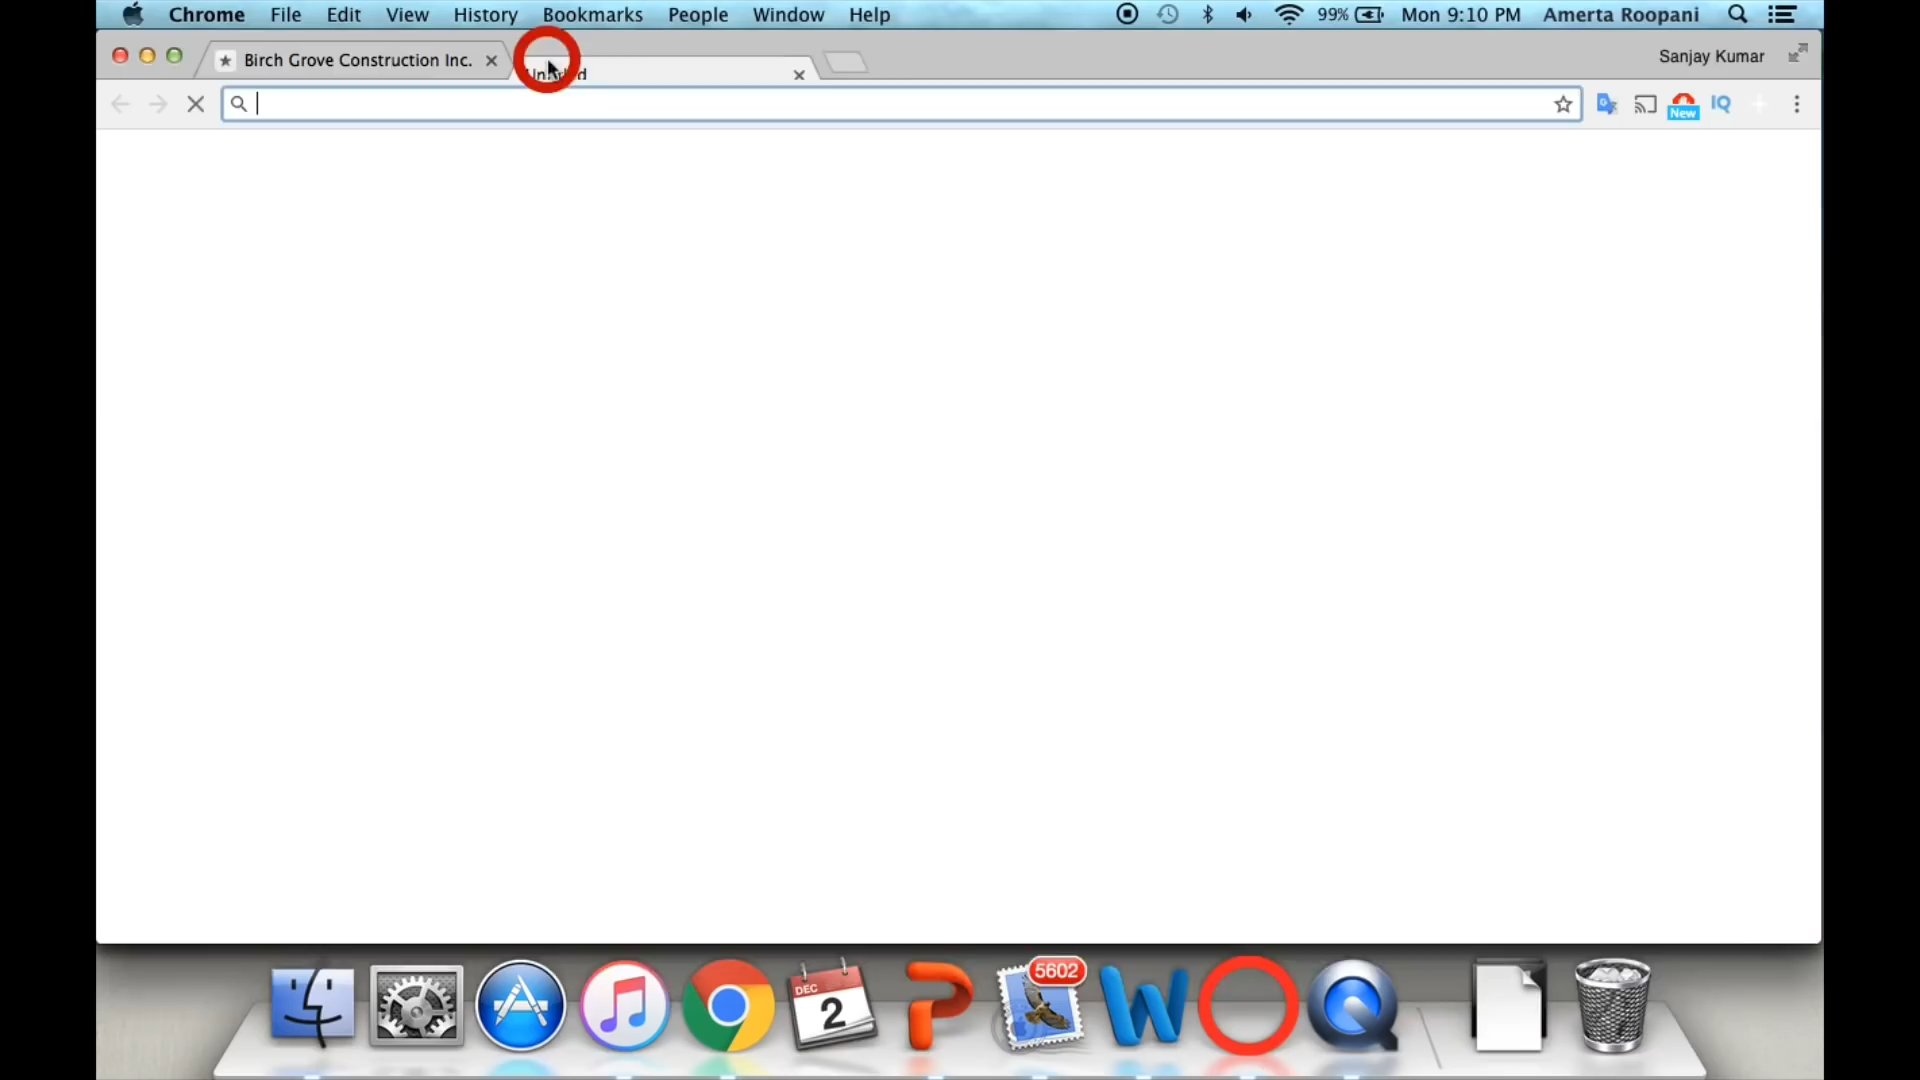 Chrome File Edit View History Bookmarks People Window Help 99% Mon 9:10 PM Amerta Roopani
Birch Grove Construction Inc. Sanjay Kumar
New IQ
5602
DEC
2